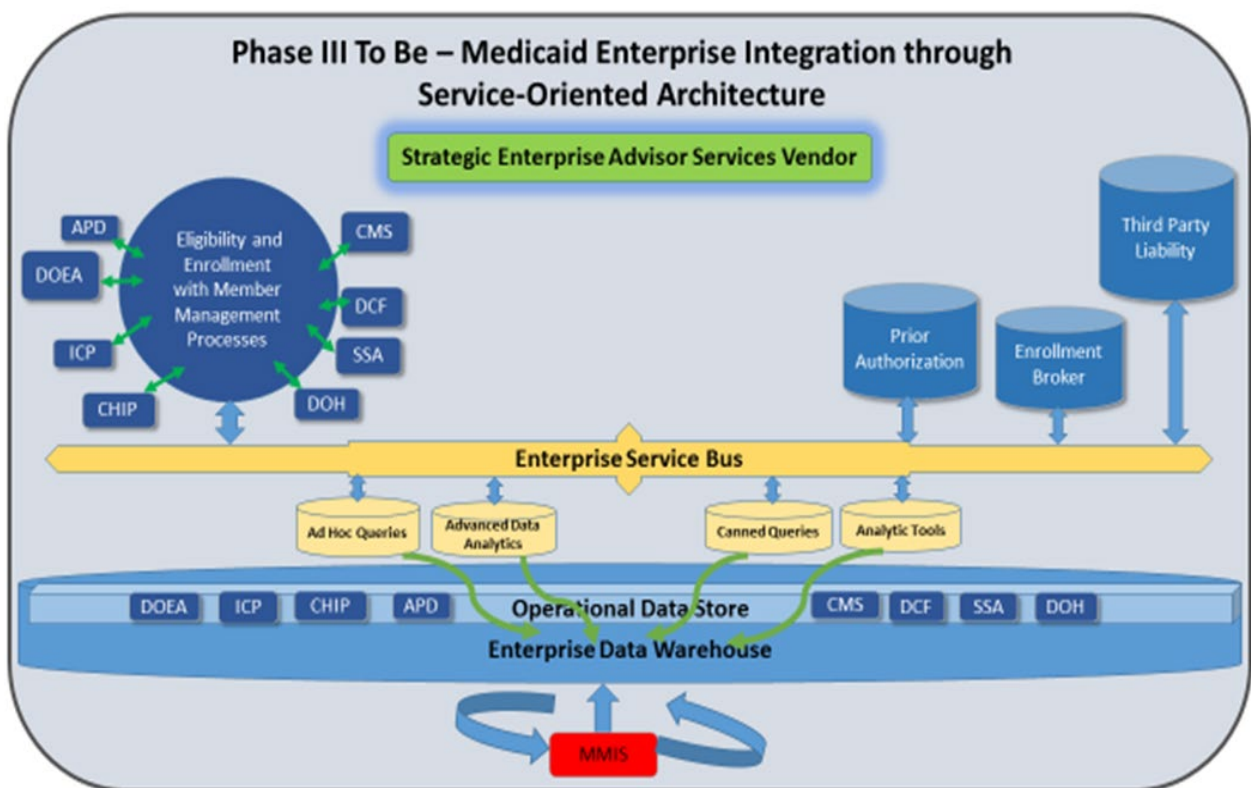 Phase III To Be – Medicaid Enterprise Integration through
Service-Oriented Architecture
Strategic Enterprise Advisor Services Vendor
APD
DOEA
ICP
CHIP
Eligibility and
Enrollment
with Member
Management
Processes
CMS
DCF
SSA
DOH
Prior
Authorization
Enrollment
Broker
Third Party
Liability
Enterprise Service Bus
Ad Hoc Queries
Advanced Data
Analytics
Canned Queries
Analytic Tools
DOEA
ICP
CHIP
APD
Operational Data Store
CMS
DCF
SSA
DOH
Enterprise Data Warehouse
MMIS